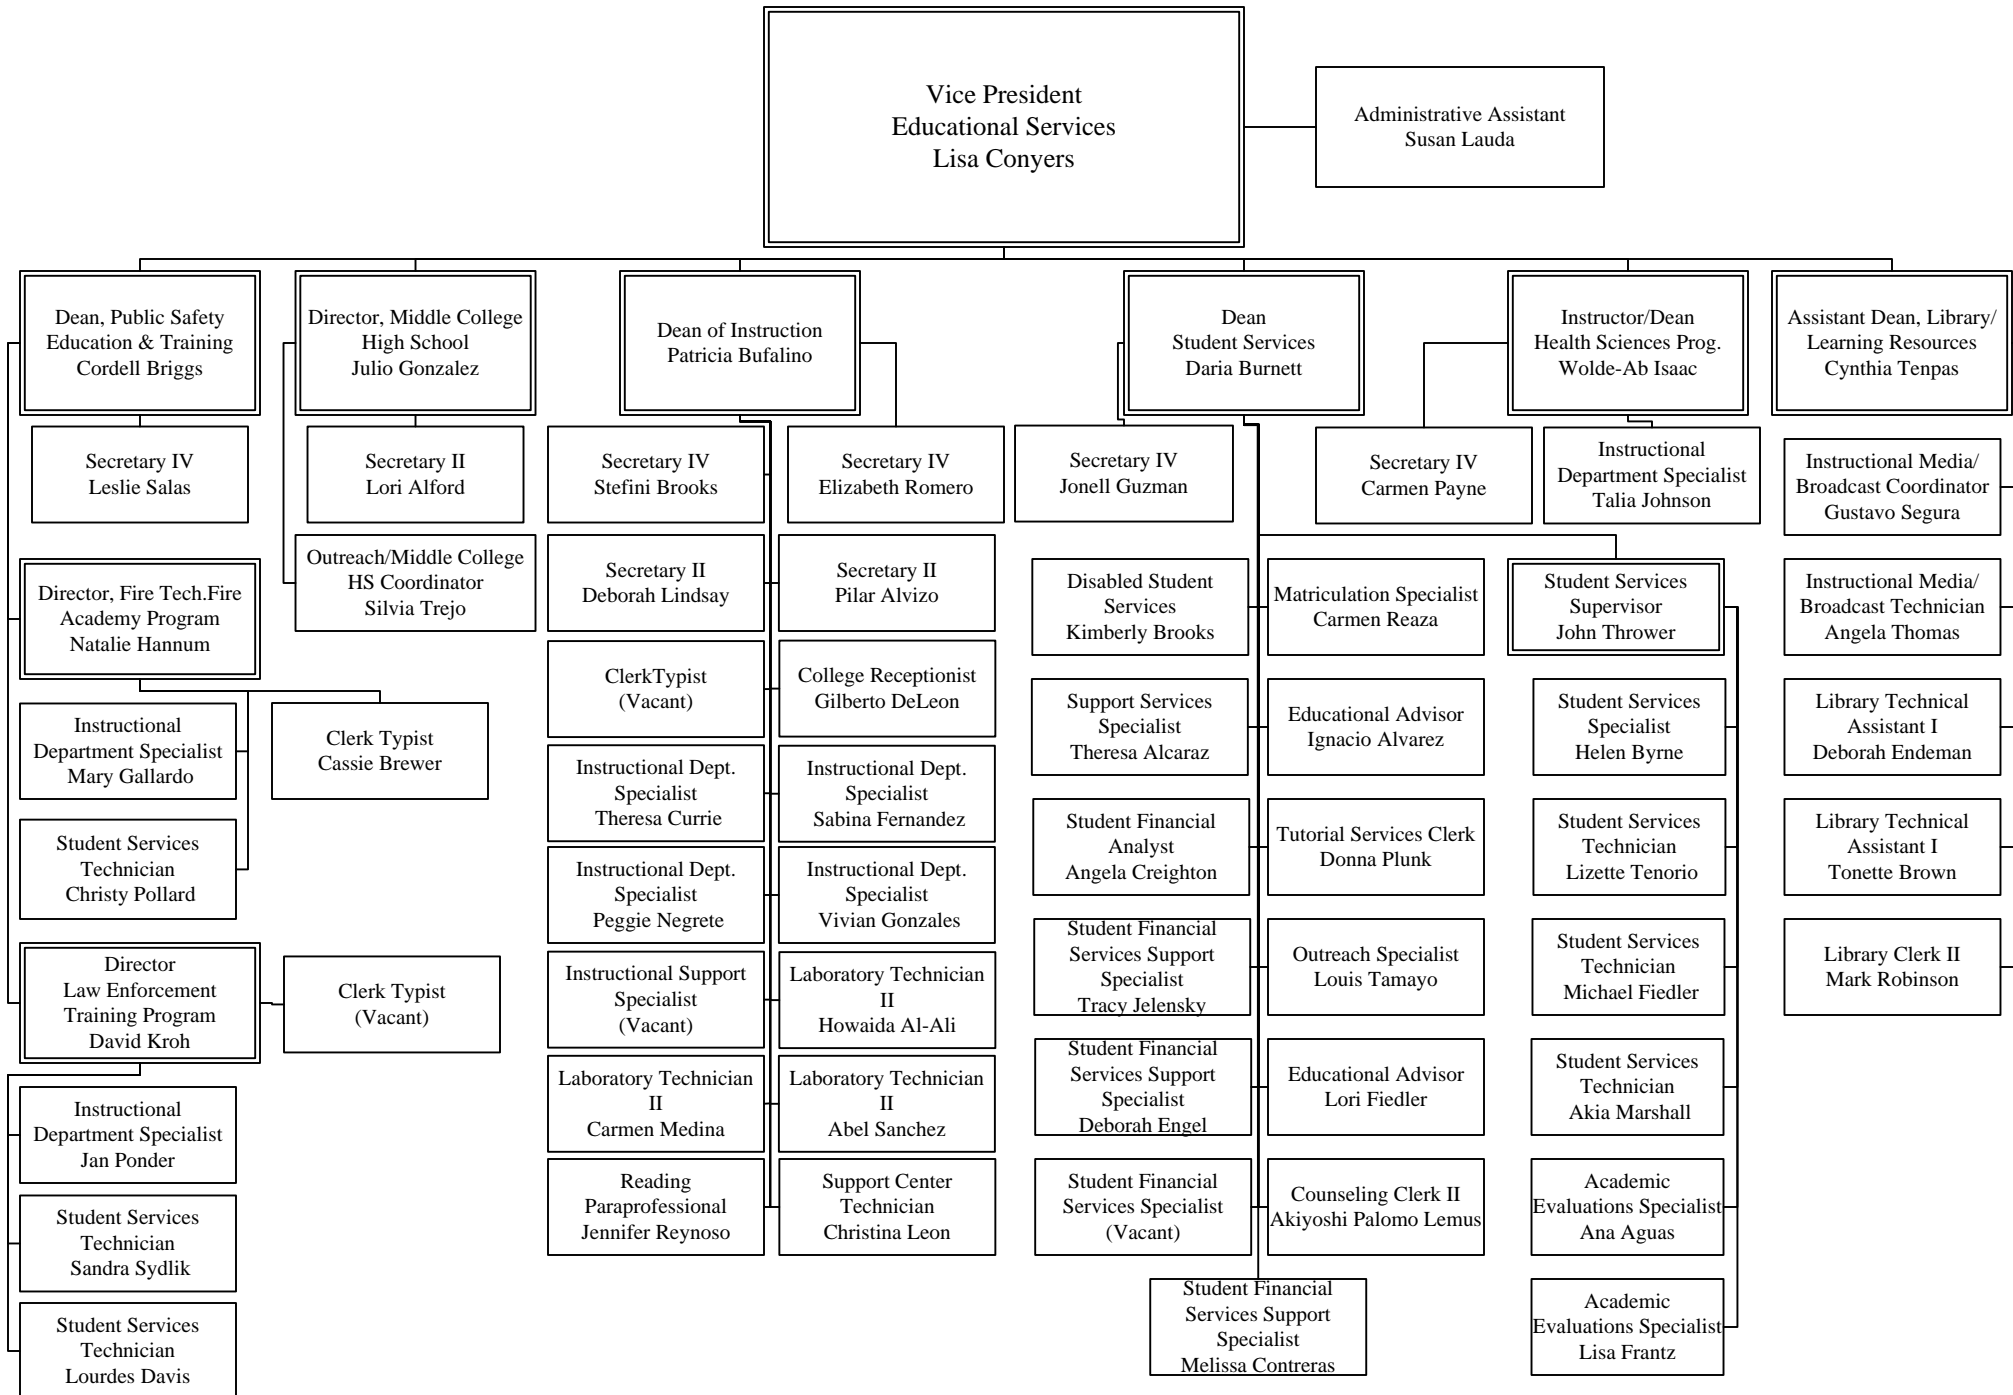 Vice President
Educational Services
Lisa Conyers
Administrative Assistant
Susan Lauda
Dean, Public Safety
Education & Training
Cordell Briggs
Director, Middle College
High School
Julio Gonzalez
Dean of Instruction
Patricia Bufalino
Dean
Student Services
Daria Burnett
Instructor/Dean
Health Sciences Prog.
Wolde-Ab Isaac
Assistant Dean, Library/
Learning Resources
Cynthia Tenpas
Secretary IV
Leslie Salas
Director, Fire Tech.Fire
Academy Program
Natalie Hannum
Instructional
Department Specialist
Mary Gallardo
Clerk Typist
Cassie Brewer
Student Services
Technician
Christy Pollard
Director
Law Enforcement
Training Program
David Kroh
Clerk Typist
(Vacant)
Instructional
Department Specialist
Jan Ponder
Student Services
Technician
Sandra Sydlik
Student Services
Technician
Lourdes Davis
Secretary II
Lori Alford
Outreach/Middle College
HS Coordinator
Silvia Trejo
Secretary IV
Stefini Brooks
Secretary IV
Elizabeth Romero
Secretary II
Deborah Lindsay
Secretary II
Pilar Alvizo
ClerkTypist
(Vacant)
College Receptionist
Gilberto DeLeon
Instructional Dept.
Specialist
Theresa Currie
Instructional Dept.
Specialist
Sabina Fernandez
Instructional Dept.
Specialist
Peggie Negrete
Instructional Dept.
Specialist
Vivian Gonzales
Instructional Support
Specialist
(Vacant)
Laboratory Technician
II
Howaida Al-Ali
Laboratory Technician
II
Carmen Medina
Laboratory Technician
II
Abel Sanchez
Reading
Paraprofessional
Jennifer Reynoso
Support Center
Technician
Christina Leon
Secretary IV
Jonell Guzman
Disabled Student
Services
Kimberly Brooks
Matriculation Specialist
Carmen Reaza
Support Services
Specialist
Theresa Alcaraz
Educational Advisor
Ignacio Alvarez
Student Financial
Analyst
Angela Creighton
Tutorial Services Clerk
Donna Plunk
Student Financial
Services Support
Specialist
Tracy Jelensky
Outreach Specialist
Louis Tamayo
Student Financial
Services Support
Specialist
Deborah Engel
Educational Advisor
Lori Fiedler
Student Financial
Services Specialist
(Vacant)
Counseling Clerk II
Akiyoshi Palomo Lemus
Student Financial
Services Support
Specialist
Melissa Contreras
Secretary IV
Carmen Payne
Instructional
Department Specialist
Talia Johnson
Student Services
Supervisor
John Thrower
Student Services
Specialist
Helen Byrne
Student Services
Technician
Lizette Tenorio
Student Services
Technician
Michael Fiedler
Student Services
Technician
Akia Marshall
Academic
Evaluations Specialist
Ana Aguas
Academic
Evaluations Specialist
Lisa Frantz
Instructional Media/
Broadcast Coordinator
Gustavo Segura
Instructional Media/
Broadcast Technician
Angela Thomas
Library Technical
Assistant I
Deborah Endeman
Library Technical
Assistant I
Tonette Brown
Library Clerk II
Mark Robinson